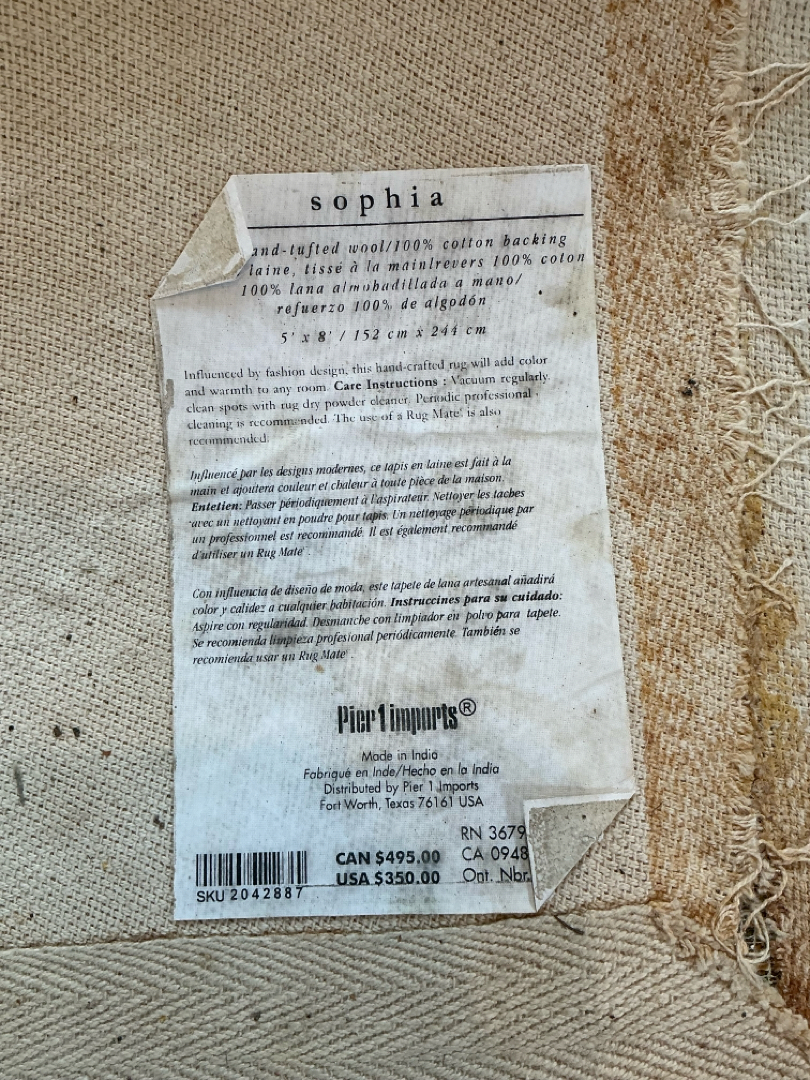 sophia
and-tufted wool/100% cotton backing
laine, tissé à la mainlrevers 100% coton
100% lana almohadillada a mano/
refuerzo 100% de algodón
5' x 8' / 152 cm x 244 cm
Influenced by fashion design, this hand-crafted rug will add color
and warmth to any room. Care Instructions : Vacuum regularly,
clean spots with rug dry powder cleaner. Periodic professional
cleaning is recommended. The use of a Rug Mate' is also
recommended.
Influencé par les designs modernes, ce tapis en laine est fait à la
main et ajoutera couleur et chaleur à toute pièce de la maison.
Entetien: Passer périodiquement à l'aspirateur. Nettoyer les taches
avec un nettoyant en poudre pour tapis. Un nettoyage périodique par
un professionnel est recommandé. Il est également recommandé
d'utiliser un Rug Mate'.
Con influencia de diseño de moda, este tapete de lana artesanal añadirá
color y calidez a cualquier habitación. Instruccines para su cuidado:
Aspire con regularidad. Desmanche con limpiador en polvo para tapete.
Se recomienda limpieza profesional periódicamente. También se
recomienda usar un Rug Mate'
Pier 1 imports®
Made in India
Fabriqué en Inde/Hecho en la India
Distributed by Pier 1 Imports
Fort Worth, Texas 76161 USA
RN 3679
CAN $495.00 CA 0948
USA $350.00 Ont. Nbr.
SKU 2042887